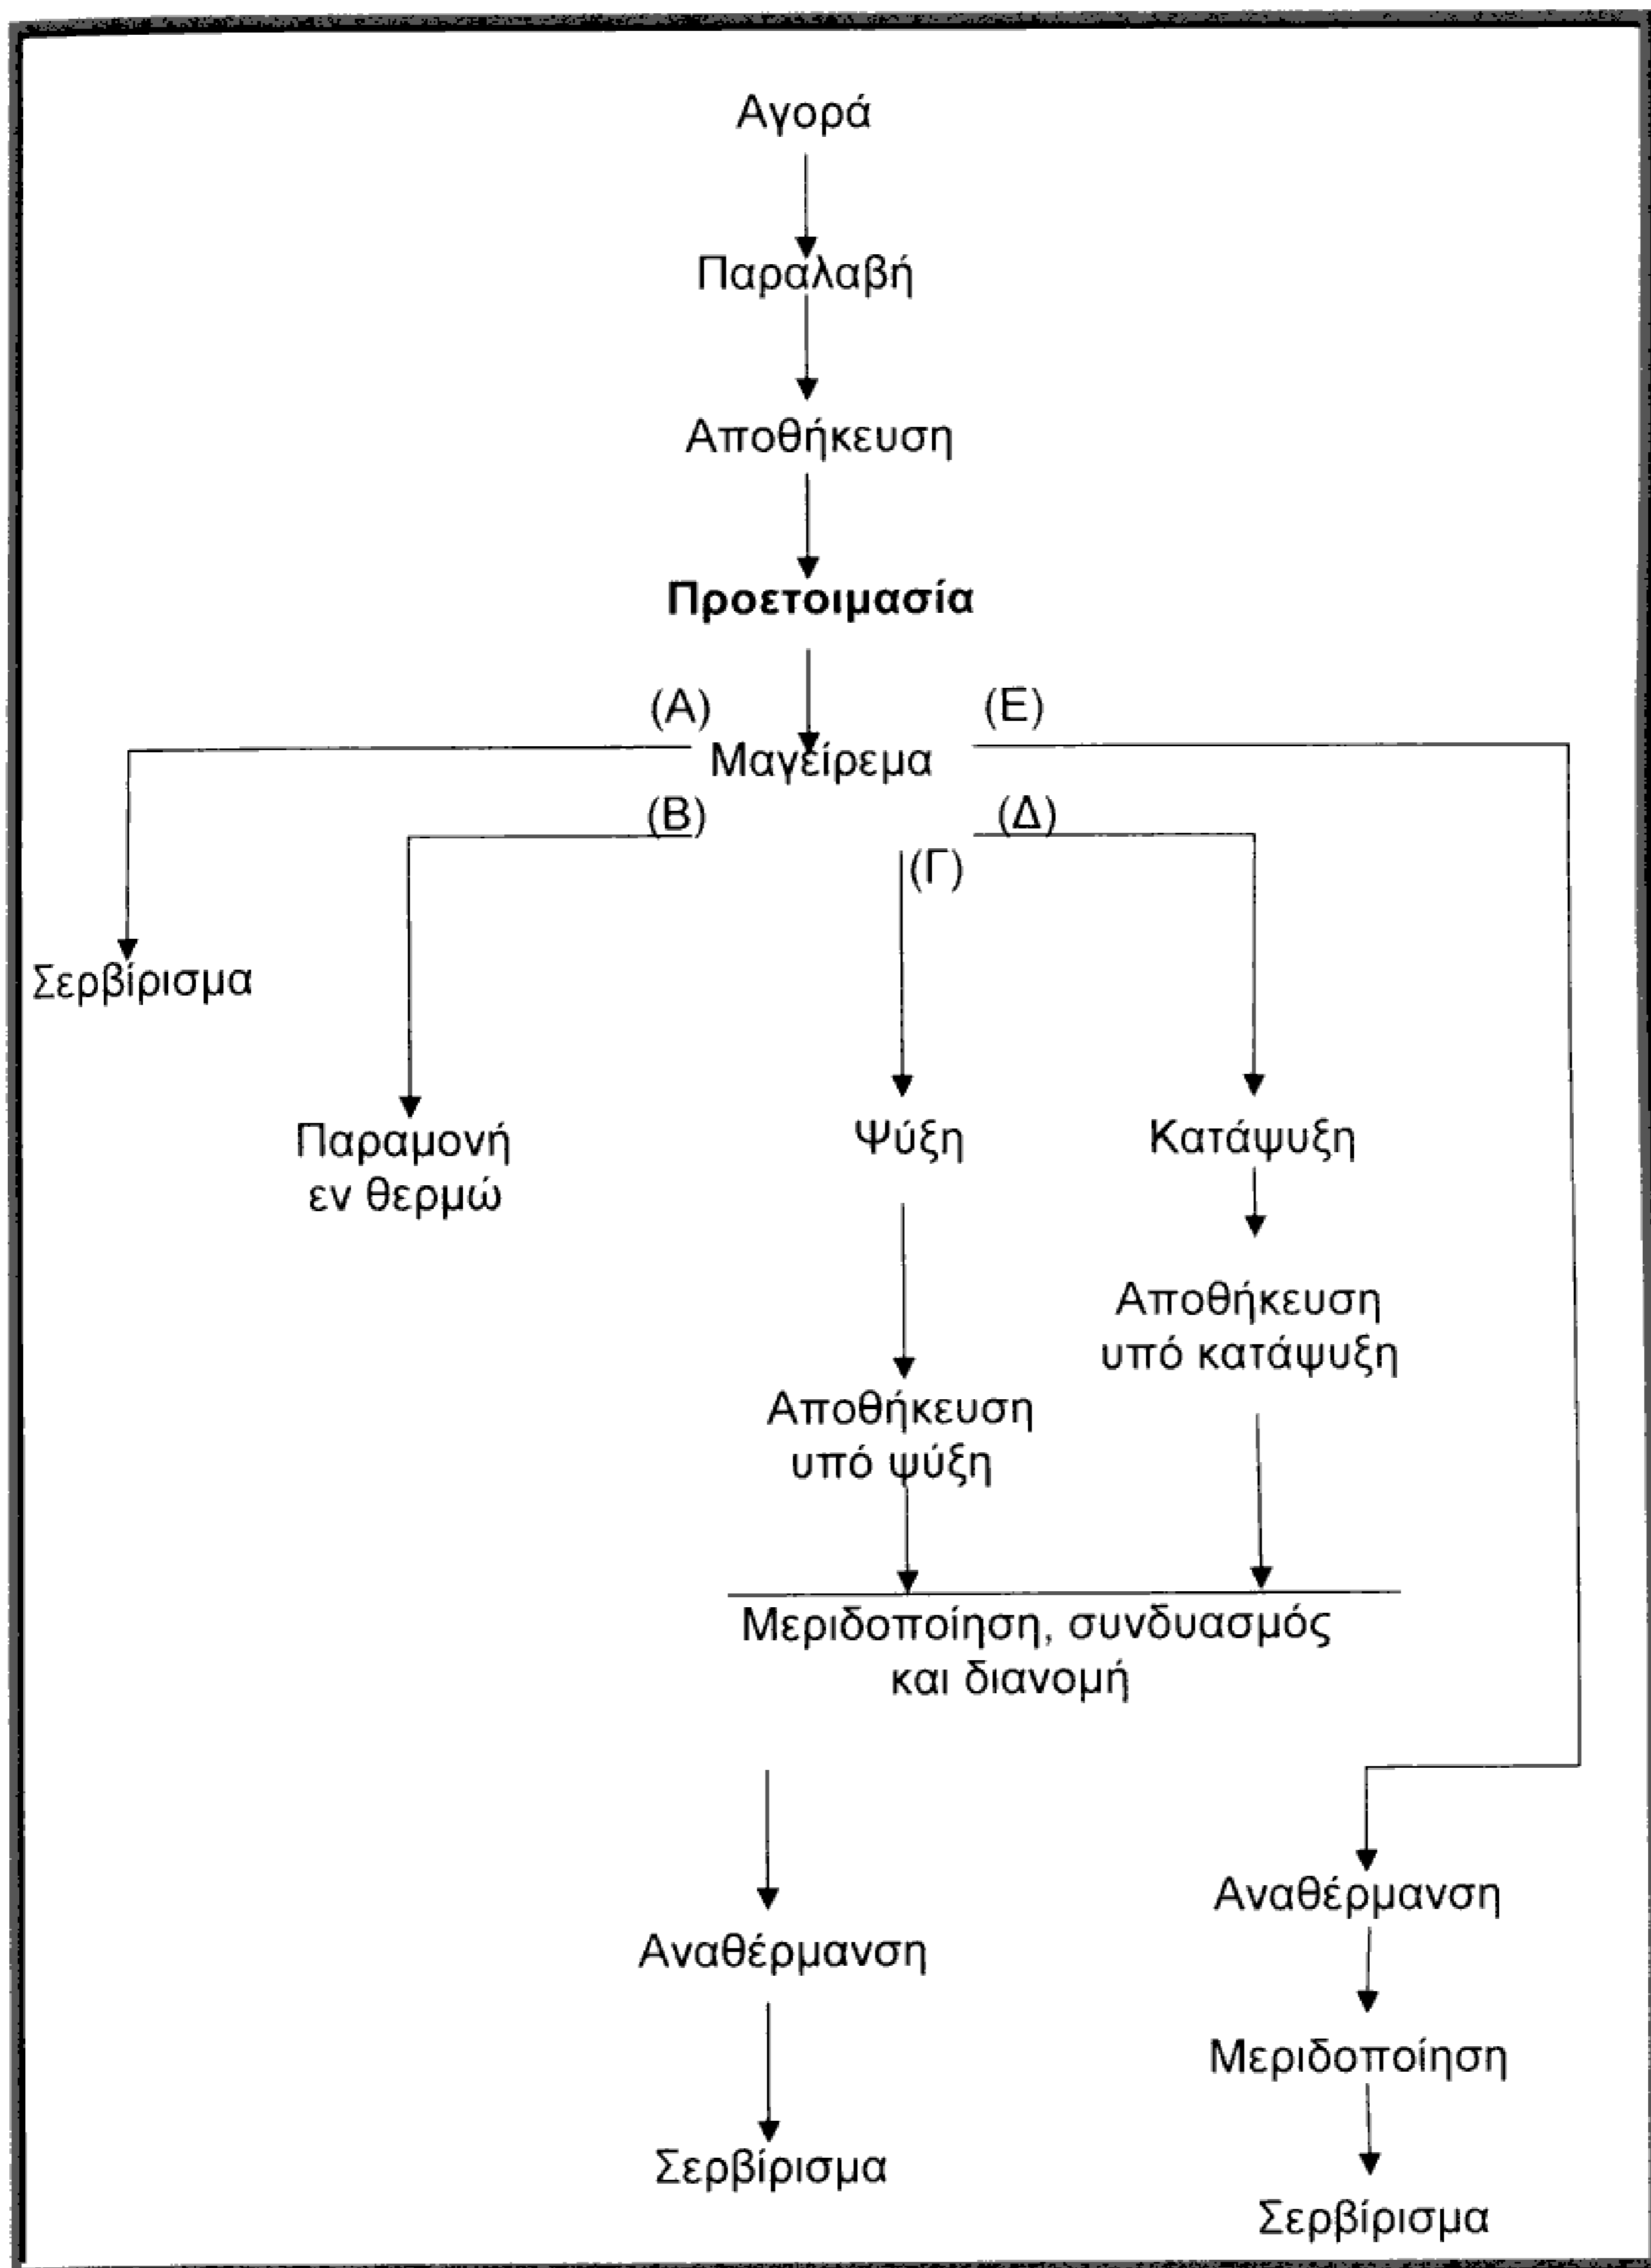 Αγορά
Παραλαβή
Αποθήκευση
Προετοιμασία
(Α)
(Ε)
Μαγείρεμα
(Β)
(Δ)
(Γ)
Σερβίρισμα
Παραμονή
εν θερμώ
Ψύξη
Κατάψυξη
Αποθήκευση
υπό κατάψυξη
Αποθήκευση
υπό ψύξη
Μεριδοποίηση, συνδυασμός
και διανομή
Αναθέρμανση
Αναθέρμανση
Μεριδοποίηση
Σερβίρισμα
Σερβίρισμα